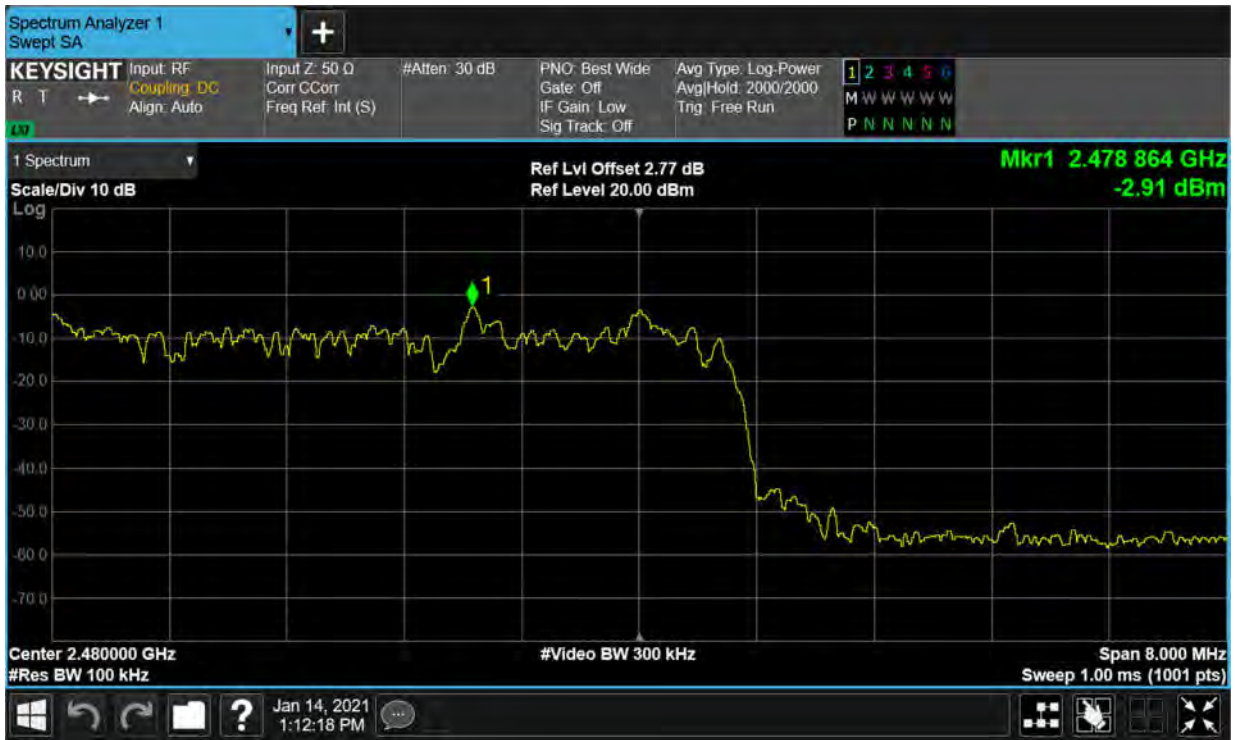 Spectrum Analyzer 1
Swept SA
KEYSIGHT
R T
LXI
Input: RF
Coupling: DC
Align: Auto
Input Z: 50 Ω
Corr CCorr
Freq Ref: Int (S)
#Atten: 30 dB
PNO: Best Wide
Gate: Off
IF Gain: Low
Sig Track: Off
Avg Type: Log-Power
Avg|Hold: 2000/2000
Trig: Free Run
1 2 3 4 5 6
M W W W W W
P N N N N N
1 Spectrum
Scale/Div 10 dB
Log
Ref Lvl Offset 2.77 dB
Ref Level 20.00 dBm
Mkr1 2.478 864 GHz
-2.91 dBm
10.0
0.00
-10.0
-20.0
-30.0
-40.0
-50.0
-60.0
-70.0
1
Center 2.480000 GHz
#Res BW 100 kHz
#Video BW 300 kHz
Span 8.000 MHz
Sweep 1.00 ms (1001 pts)
?
Jan 14, 2021
1:12:18 PM